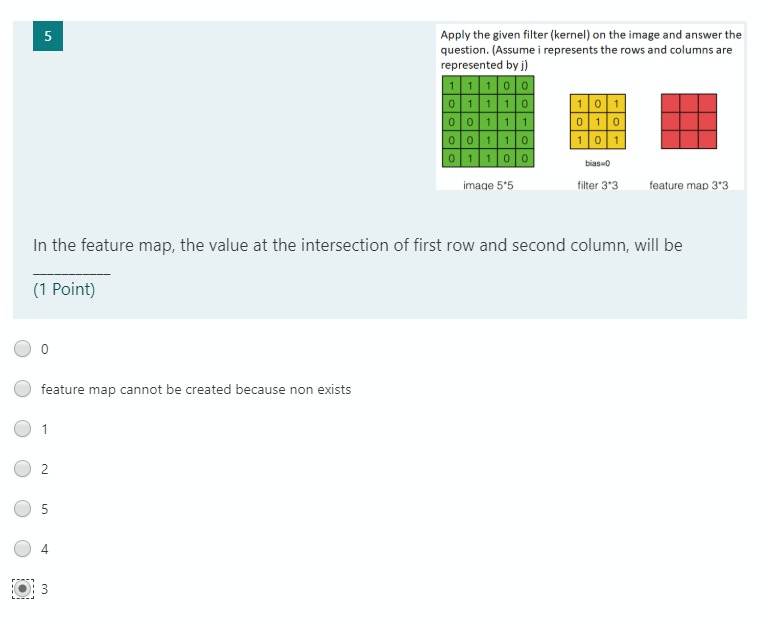 5
Apply the given filter (kernel) on the image and answer the
question. (Assume i represents the rows and columns are
represented by j)
1 1 1 0 0
0 1 1 1 0
0 0 1 1 1
0 0 1 1 0
0 1 1 0 0
1 0 1
0 1 0
1 0 1
bias=0
image 5*5
filter 3*3
feature map 3*3
In the feature map, the value at the intersection of first row and second column, will be
___________
(1 Point)
0
feature map cannot be created because non exists
1
2
5
4
3